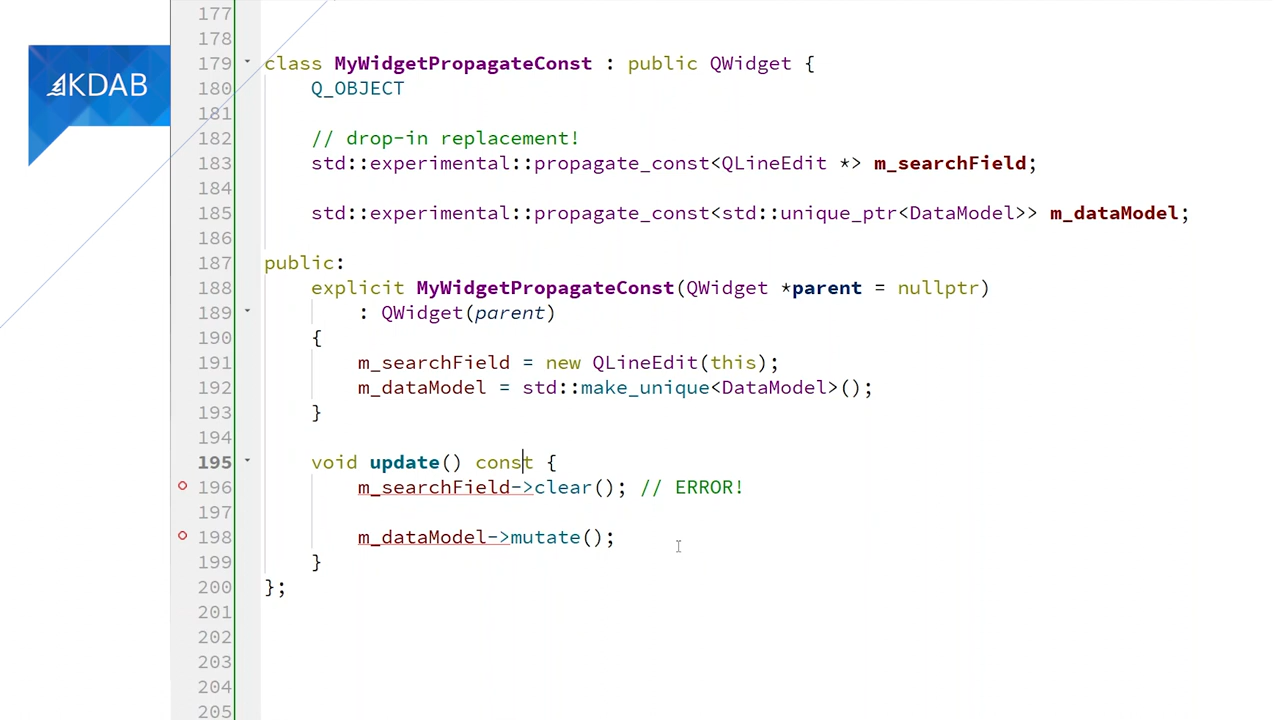 KDAB
177
178
179 class MyWidgetPropagateConst : public QWidget {
180 Q_OBJECT
181
182 // drop-in replacement!
183 std::experimental::propagate_const<QLineEdit *> m_searchField;
184
185 std::experimental::propagate_const<std::unique_ptr<DataModel>> m_dataModel;
186
187 public:
188 explicit MyWidgetPropagateConst(QWidget *parent = nullptr)
189 : QWidget(parent)
190 {
191 m_searchField = new QLineEdit(this);
192 m_dataModel = std::make_unique<DataModel>();
193 }
194
195 void update() const {
196 m_searchField->clear(); // ERROR!
197
198 m_dataModel->mutate();
199 }
200 };
201
202
203
204
205